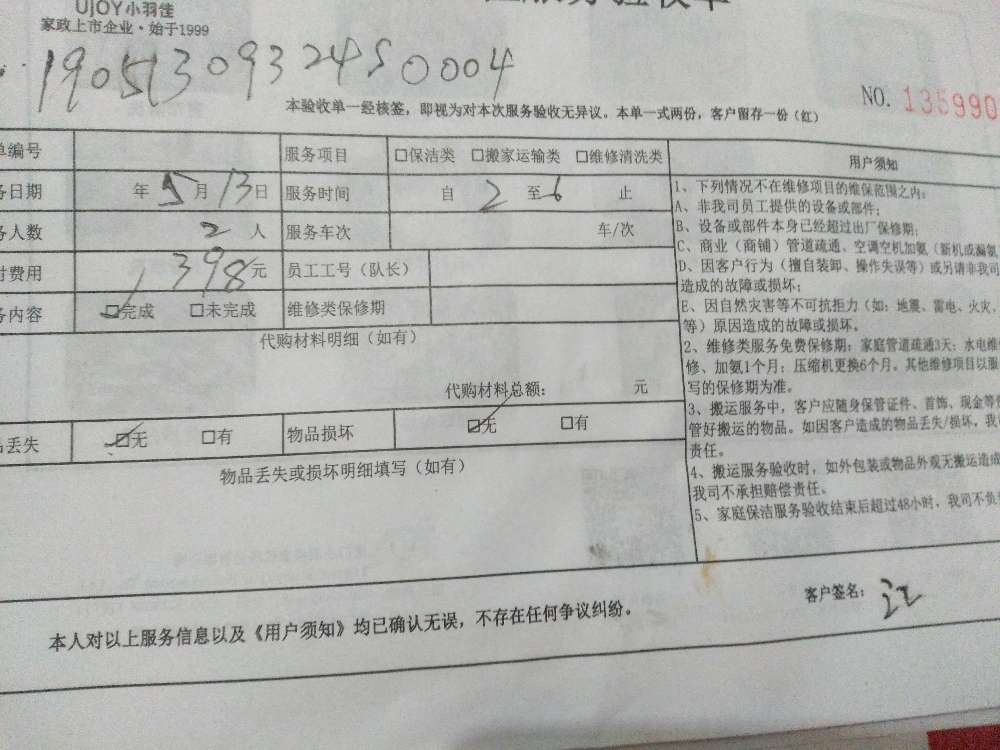 UJOY小羽佳
家政上市企业·始于1999
1905130932450004
本验收单一经核签，即视为对本次服务验收无异议。本单一式两份，客户留存一份（红）
NO. 135990
单编号 服务项目 □保洁类 □搬家运输类 □维修清洗类
务日期 年5月13日 服务时间 自2至6止
务人数 2人 服务车次 车/次
付费用 398元 员工工号（队长）
务内容 ☑完成 □未完成 维修类保修期
代购材料明细（如有）
代购材料总额： 元
品丢失 ☑无 □有 物品损坏 ☑无 □有
物品丢失或损坏明细填写（如有）
用户须知
1、下列情况不在维修项目的维保范围之内：
A、非我司员工提供的设备或部件；
B、设备或部件本身已经超过出厂保修期；
C、商业（商铺）管道疏通、空调空机加氨（新机或漏氨
D、因客户行为（擅自装卸、操作失误等）或另请非我司
造成的故障或损坏；
E、因自然灾害等不可抗拒力（如：地震、雷电、火灾，
等）原因造成的故障或损坏。
2、维修类服务免费保修期：家庭管道疏通3天；水电维
修、加氨1个月；压缩机更换6个月。其他维修项目以服
写的保修期为准。
3、搬运服务中，客户应随身保管证件、首饰、现金等
管好搬运的物品。如因客户造成的物品丢失/损坏，我
责任。
4、搬运服务验收时，如外包装或物品外观无搬运造成
我司不承担赔偿责任。
5、家庭保洁服务验收结束后超过48小时，我司不负
客户签名：江
本人对以上服务信息以及《用户须知》均已确认无误，不存在任何争议纠纷。